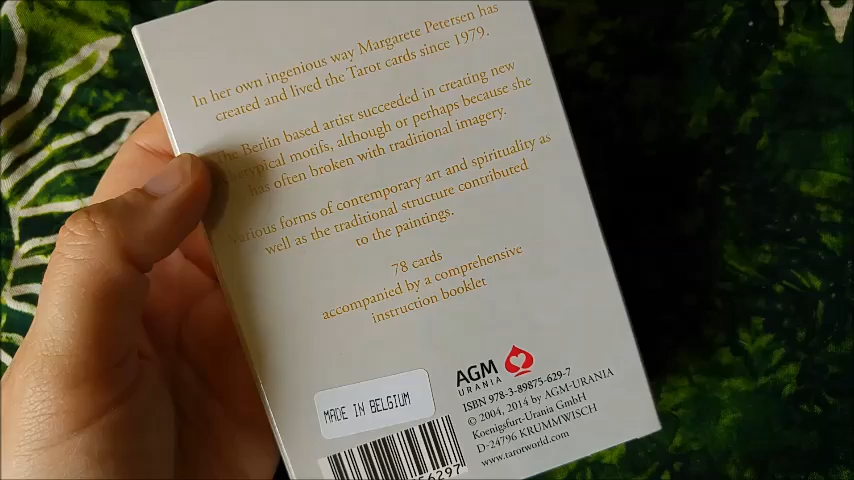 In her own ingenious way Margarete Petersen has
created and lived the Tarot cards since 1979.
The Berlin based artist succeeded in creating new
motifs, although or perhaps because she
has often broken with traditional imagery.
Various forms of contemporary art and spirituality as
well as the traditional structure contributed
to the paintings.
78 cards
accompanied by a comprehensive
instruction booklet
AGM
URANIA
ISBN 978-3-89875-629-7
© 2004, 2014 by AGM-URANIA
Koenigsfurt-Urania GmbH
D-24796 KRUMMWISCH
www.tarotworld.com
MADE IN BELGIUM
56297